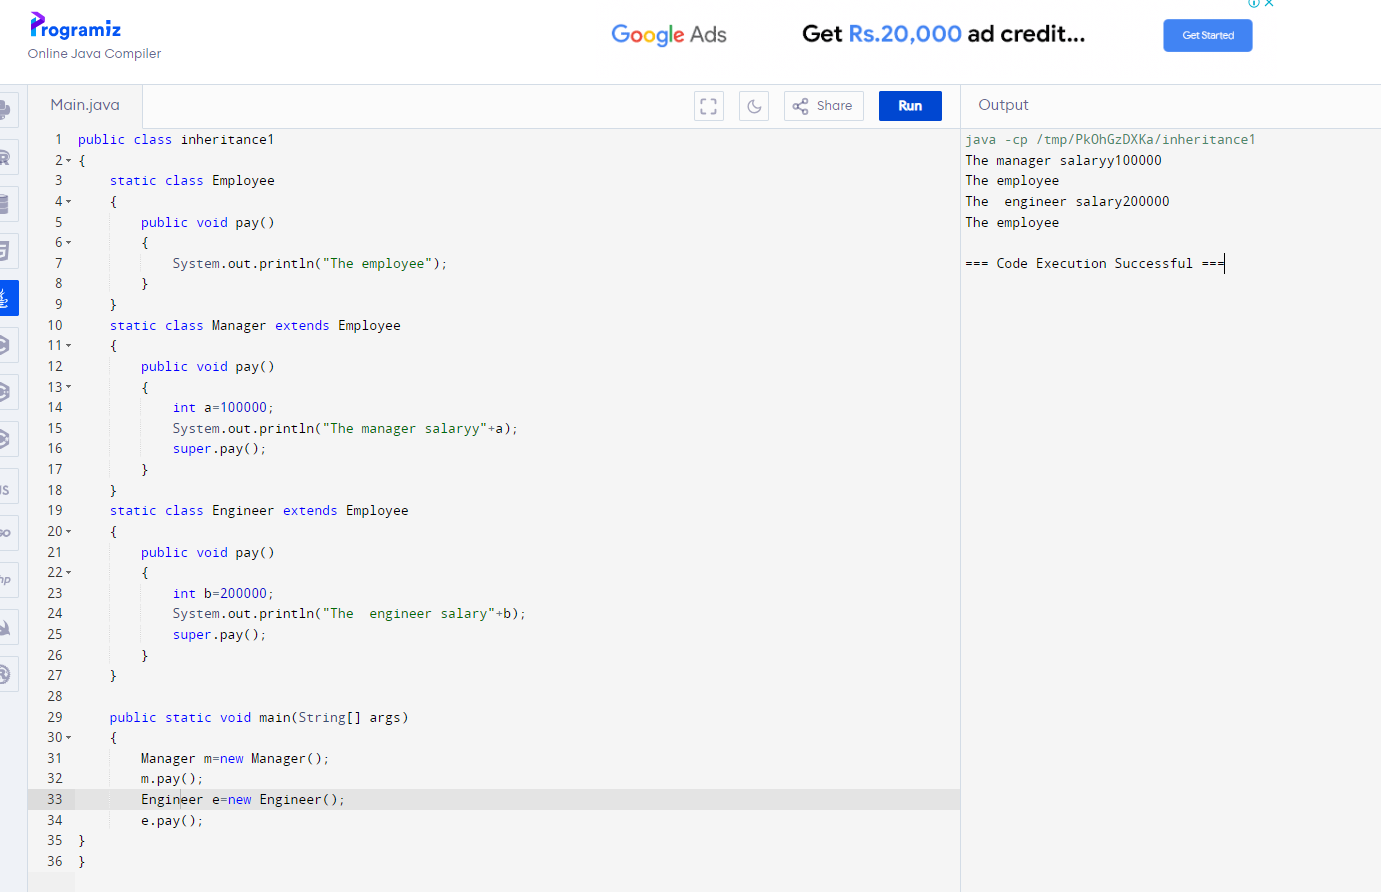 Programiz
Online Java Compiler
Google Ads
Get Rs.20,000 ad credit...
Get Started
Main.java
Share
Run
Output
1 public class inheritance1
2 {
3     static class Employee
4     {
5         public void pay()
6         {
7             System.out.println("The employee");
8         }
9     }
10     static class Manager extends Employee
11     {
12         public void pay()
13         {
14             int a=100000;
15             System.out.println("The manager salaryy"+a);
16             super.pay();
17         }
18     }
19     static class Engineer extends Employee
20     {
21         public void pay()
22         {
23             int b=200000;
24             System.out.println("The  engineer salary"+b);
25             super.pay();
26         }
27     }
28
29     public static void main(String[] args)
30     {
31         Manager m=new Manager();
32         m.pay();
33         Engineer e=new Engineer();
34         e.pay();
35 }
36 }
java -cp /tmp/PkOhGzDXKa/inheritance1
The manager salaryy100000
The employee
The  engineer salary200000
The employee
=== Code Execution Successful ===